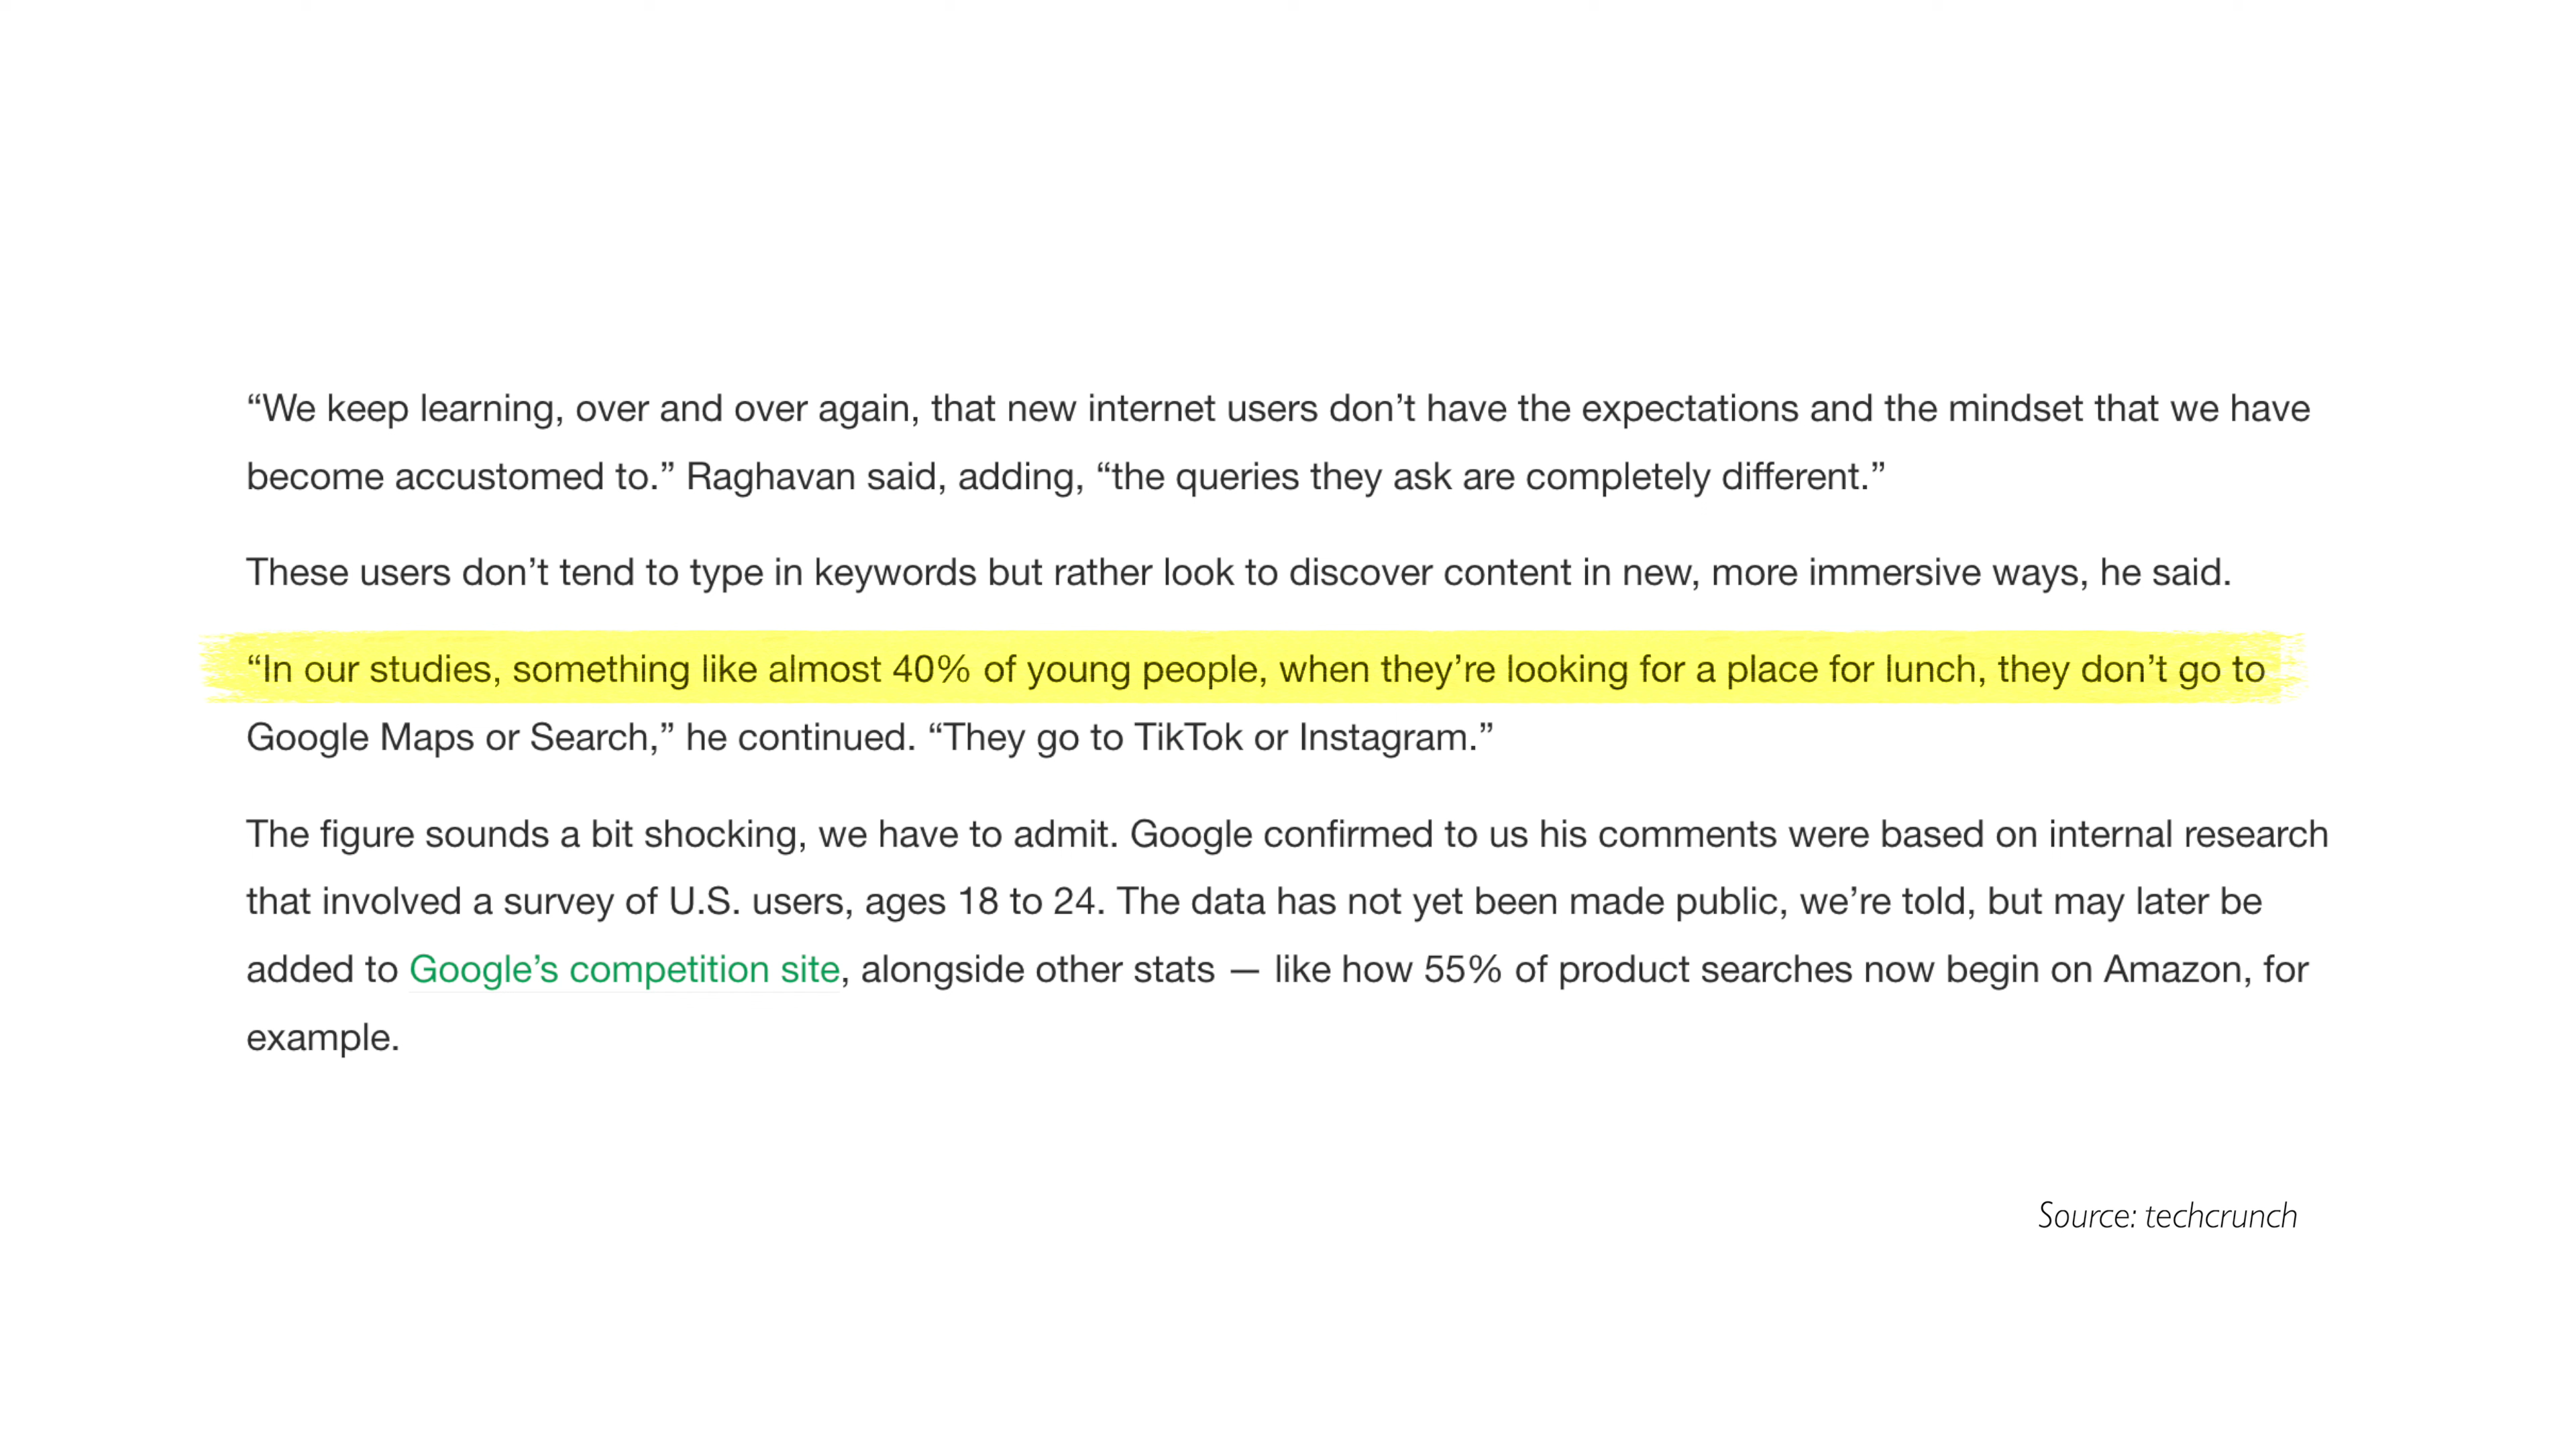 “We keep learning, over and over again, that new internet users don’t have the expectations and the mindset that we have
become accustomed to.” Raghavan said, adding, “the queries they ask are completely different.”
These users don’t tend to type in keywords but rather look to discover content in new, more immersive ways, he said.
“In our studies, something like almost 40% of young people, when they’re looking for a place for lunch, they don’t go to
Google Maps or Search,” he continued. “They go to TikTok or Instagram.”
The figure sounds a bit shocking, we have to admit. Google confirmed to us his comments were based on internal research
that involved a survey of U.S. users, ages 18 to 24. The data has not yet been made public, we’re told, but may later be
added to Google’s competition site, alongside other stats — like how 55% of product searches now begin on Amazon, for
example.
Source: techcrunch